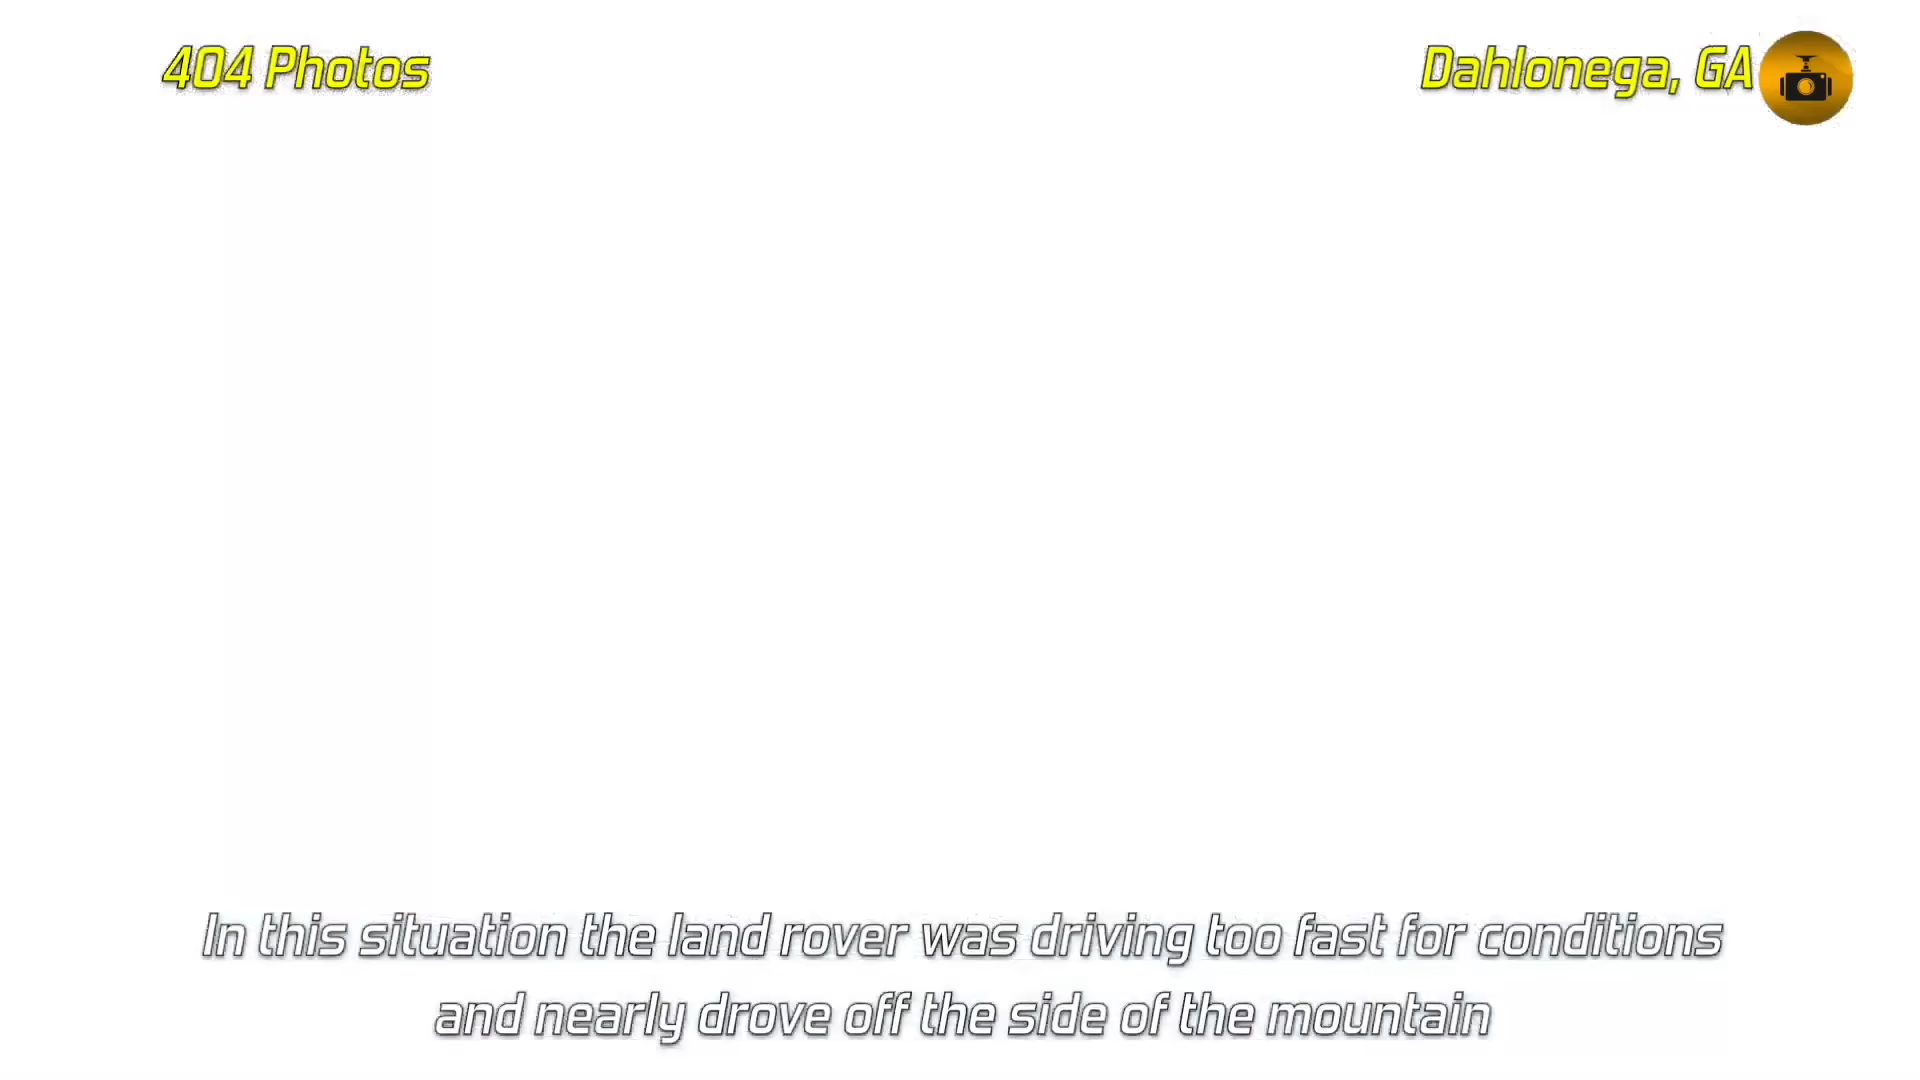 404 Photos
Dahlonega, GA
In this situation the land rover was driving too fast for conditions
and nearly drove off the side of the mountain